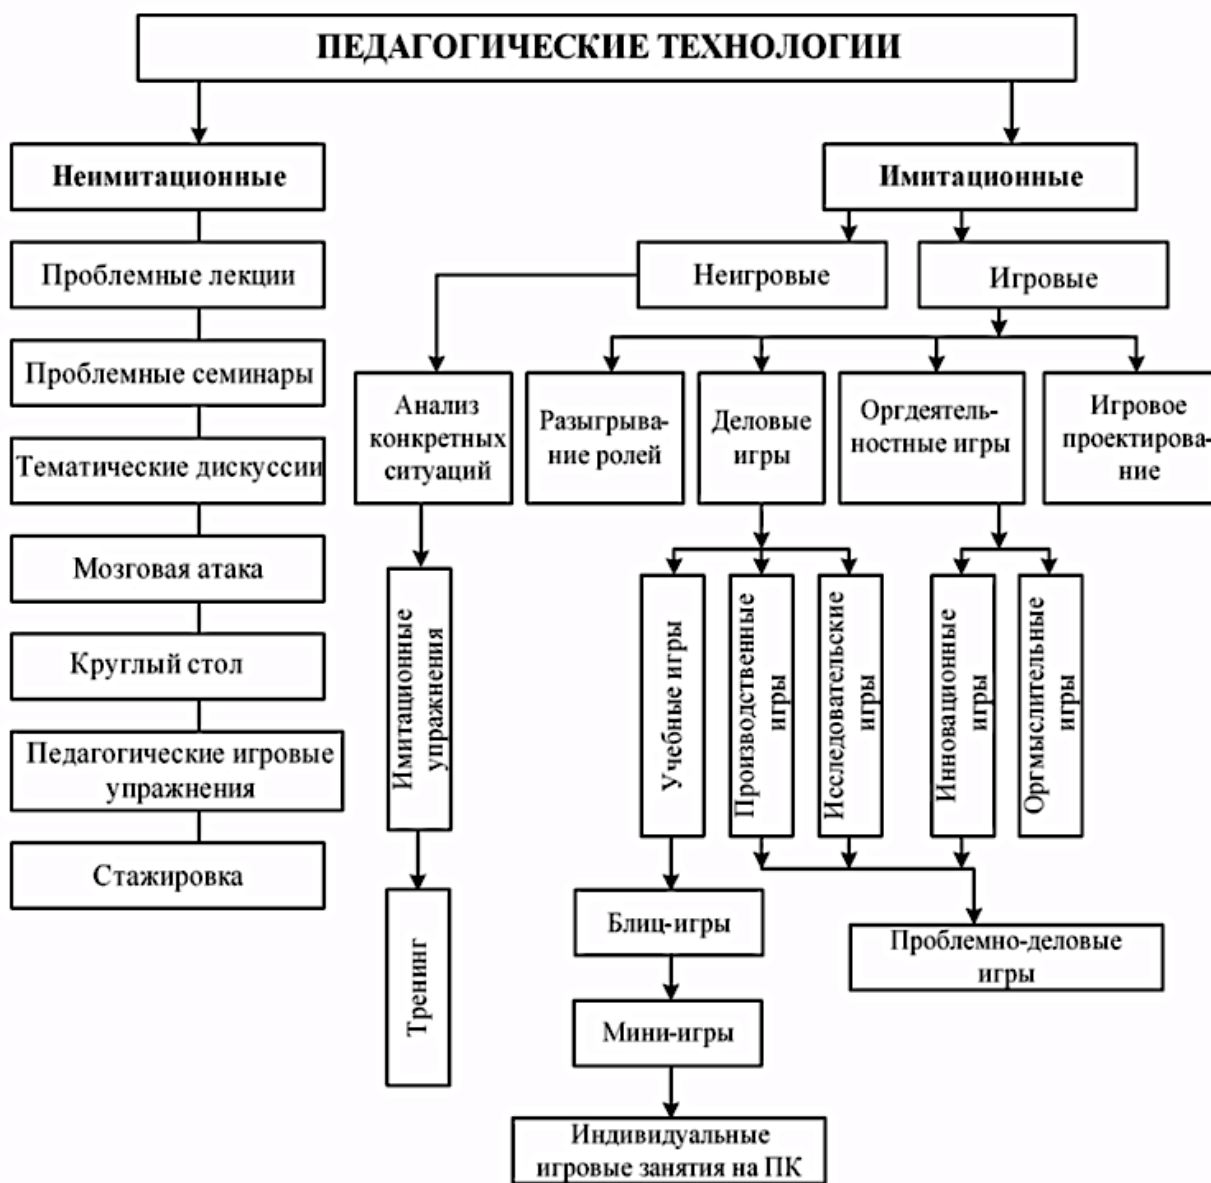 ПЕДАГОГИЧЕСКИЕ ТЕХНОЛОГИИ
Неимитационные
Имитационные
Проблемные лекции
Неигровые
Игровые
Проблемные семинары
Тематические дискуссии
Мозговая атака
Круглый стол
Педагогические игровые
упражнения
Стажировка
Анализ
конкретных
ситуаций
Разыгрыва-
ние ролей
Деловые
игры
Оргдеятель-
ностные игры
Игровое
проектирова-
ние
Имитационные
упражнения
Тренинг
Учебные игры
Производственные
игры
Исследовательские
игры
Инновационные
игры
Оргмыслительные
игры
Блиц-игры
Мини-игры
Индивидуальные
игровые занятия на ПК
Проблемно-деловые
игры